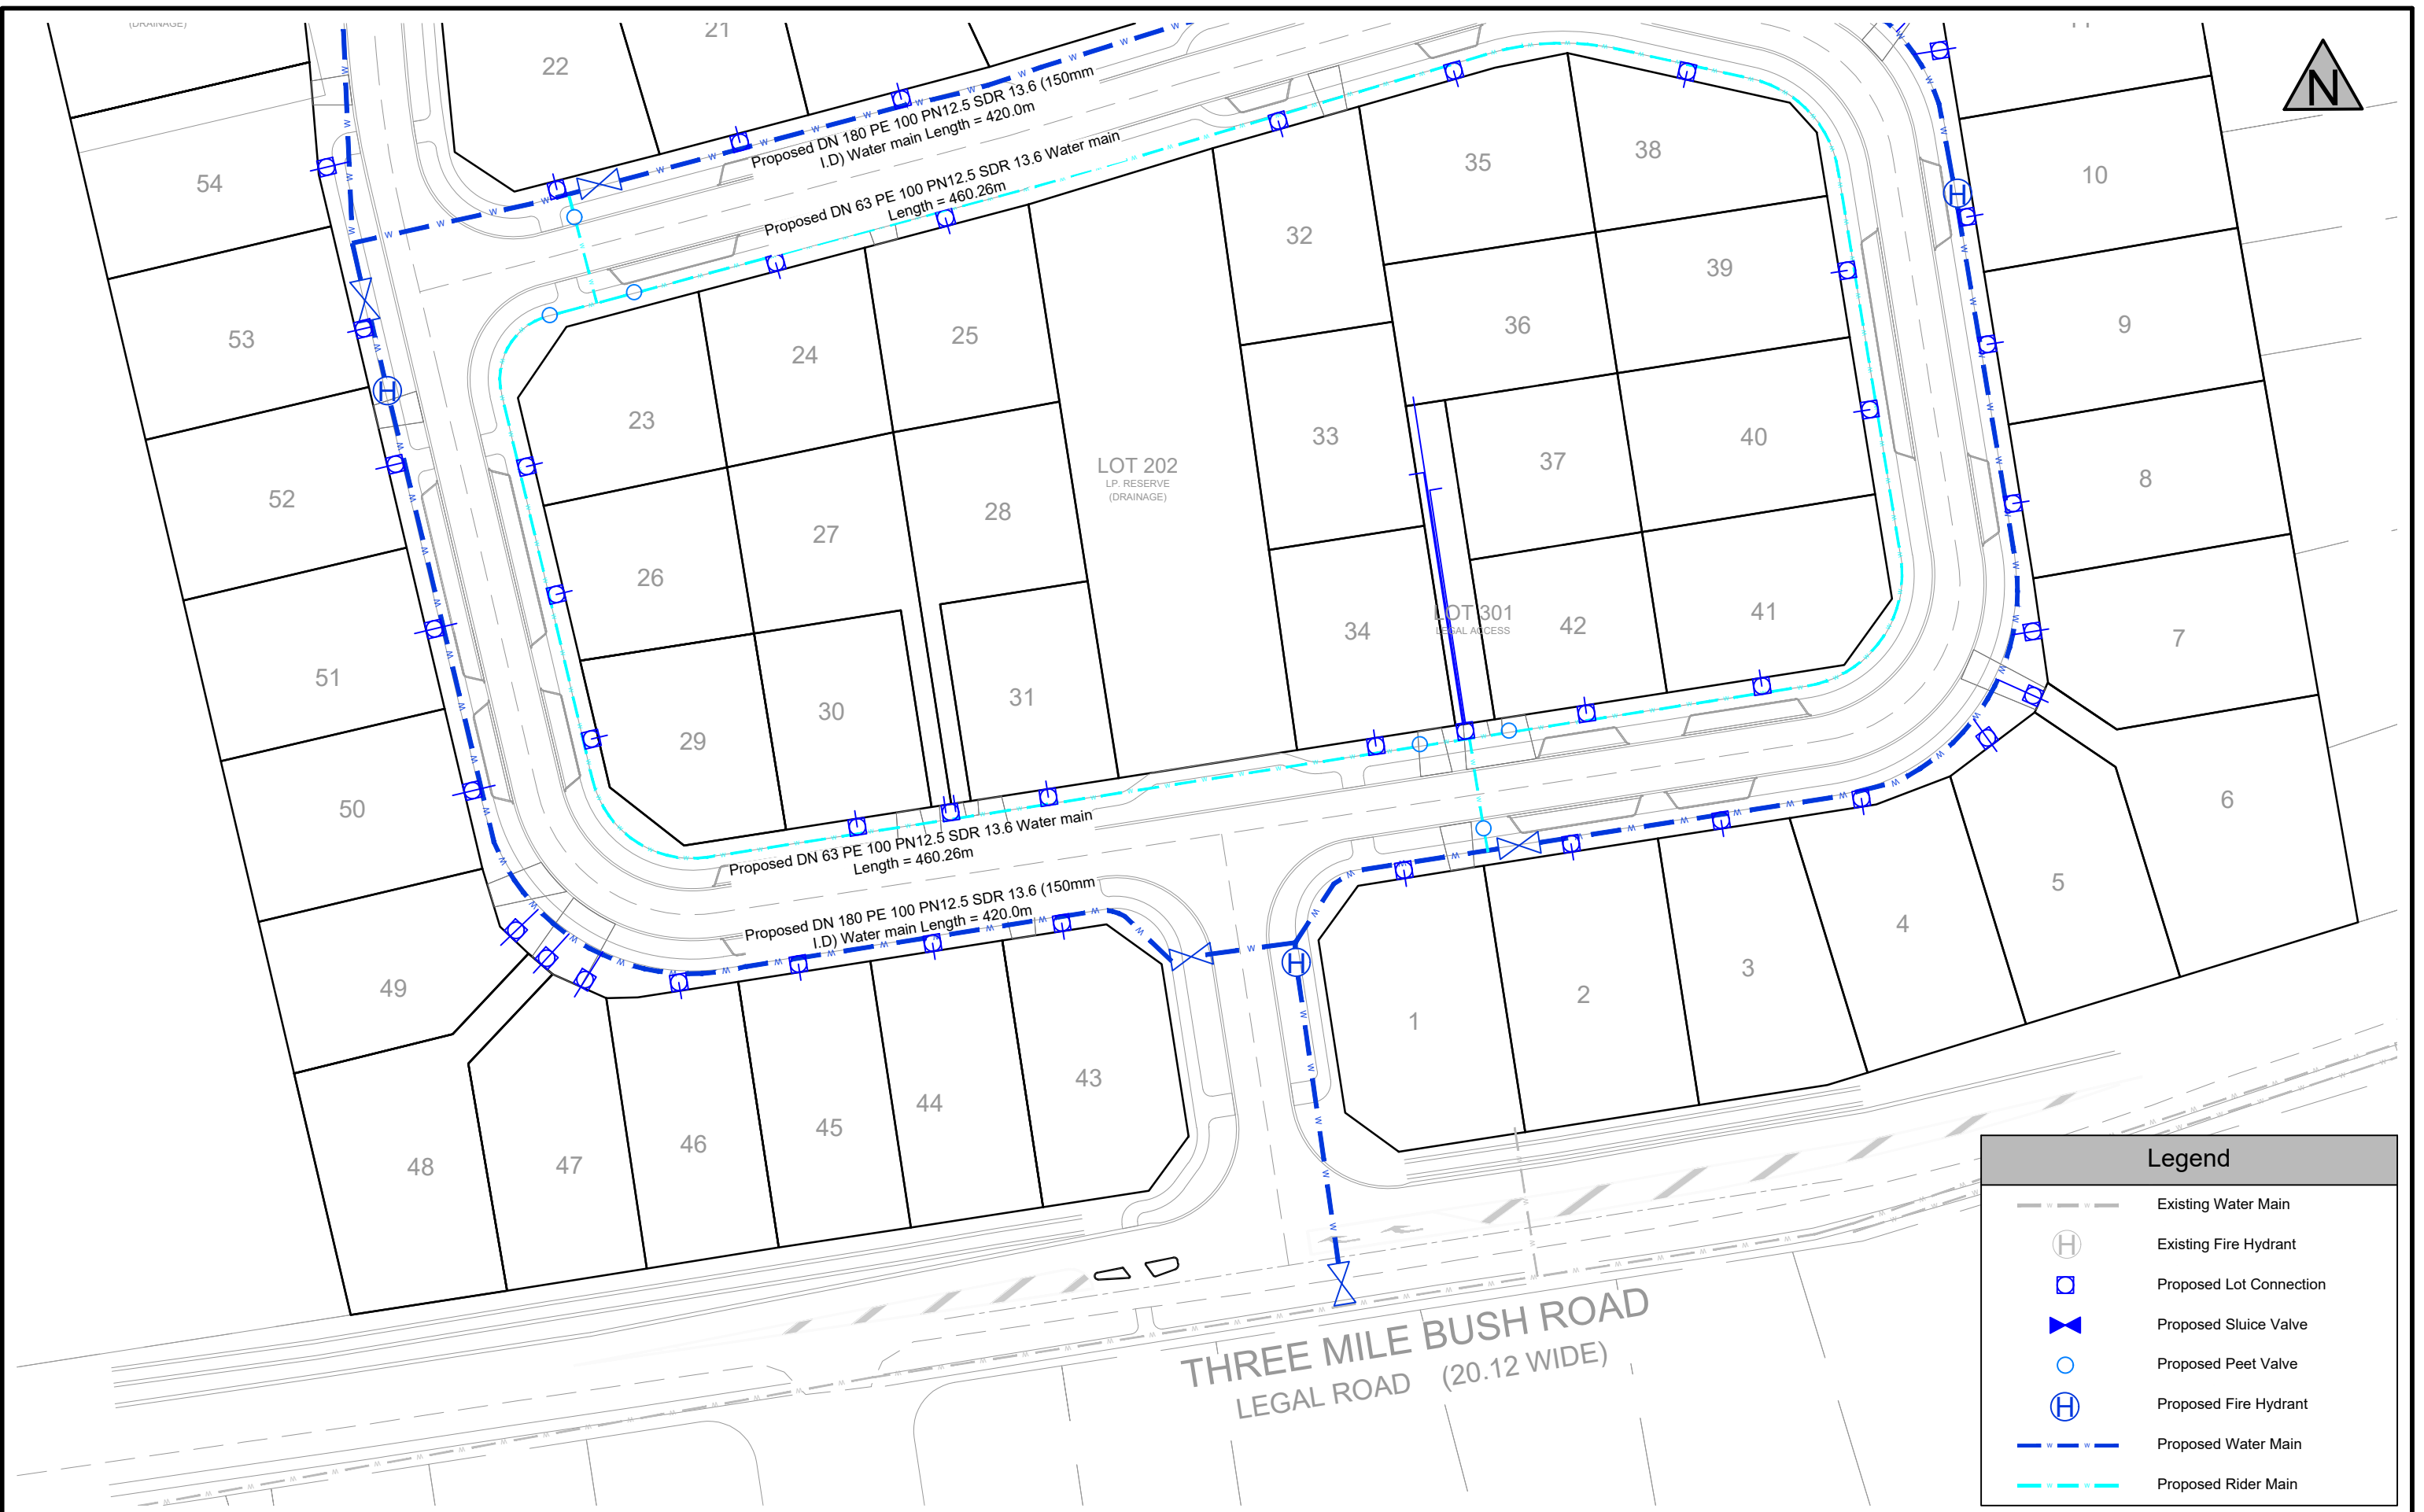 (DRAINAGE)
22
21
N
54
10
53
9
52
8
51
7
50
6
49
5
48
47
46
45
44
43
1
2
3
4
Proposed DN 180 PE 100 PN12.5 SDR 13.6 (150mm
I.D) Water main Length = 420.0m
Proposed DN 63 PE 100 PN12.5 SDR 13.6 Water main
Length = 460.26m
35
38
32
39
36
25
24
23
33
40
37
LOT 202
LP. RESERVE
(DRAINAGE)
28
27
26
34
LOT 301
LEGAL ACCESS
42
41
31
30
29
Proposed DN 63 PE 100 PN12.5 SDR 13.6 Water main
Length = 460.26m
Proposed DN 180 PE 100 PN12.5 SDR 13.6 (150mm
I.D) Water main Length = 420.0m
H
H
H
THREE MILE BUSH ROAD
LEGAL ROAD (20.12 WIDE)
Legend
Existing Water Main
H Existing Fire Hydrant
Proposed Lot Connection
Proposed Sluice Valve
Proposed Peet Valve
H Proposed Fire Hydrant
Proposed Water Main
Proposed Rider Main